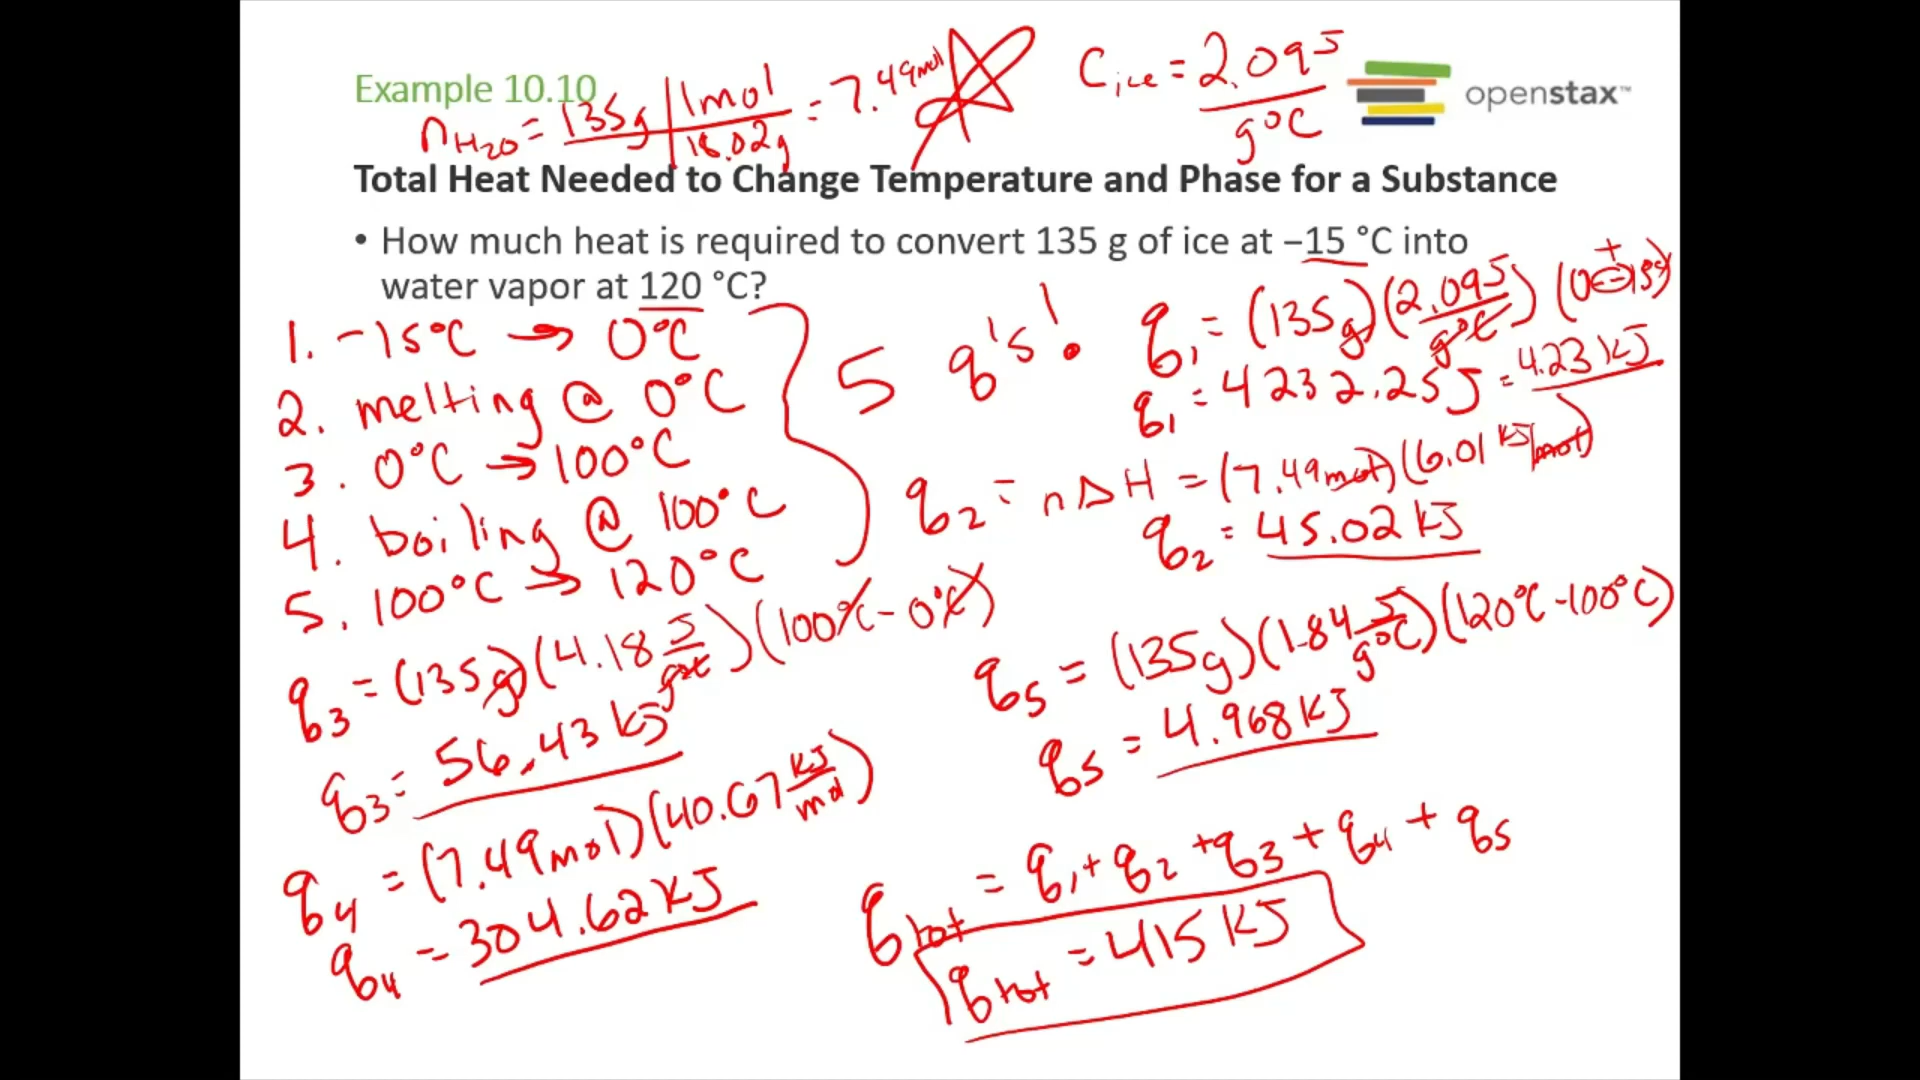 Example 10.10
n H2O = 135g | 1mol / 18.02g = 7.49mol
C ice = 2.095 / g°C
openstax™
Total Heat Needed to Change Temperature and Phase for a Substance
• How much heat is required to convert 135 g of ice at −15 °C into
water vapor at 120 °C?
1. -15°C → 0°C
2. melting @ 0°C
3. 0°C → 100°C
4. boiling @ 100°C
5. 100°C → 120°C
5 q's!
q1 = (135g)(2.095 / g°C)(0 - -15°)
+
q1 = 4232.25J = 4.23 kJ
q2 = nΔH = (7.49mol)(6.01 kJ/mol)
q2 = 45.02 kJ
q3 = (135g)(4.18 J / g°C)(100°C - 0°C)
q3 = 56.43 kJ
q4 = (7.49mol)(40.67 kJ / mol)
q4 = 304.62 kJ
q5 = (135g)(1.84 J / g°C)(120°C - 100°C)
q5 = 4.968 kJ
qtot = q1 + q2 + q3 + q4 + q5
qtot = 415 kJ